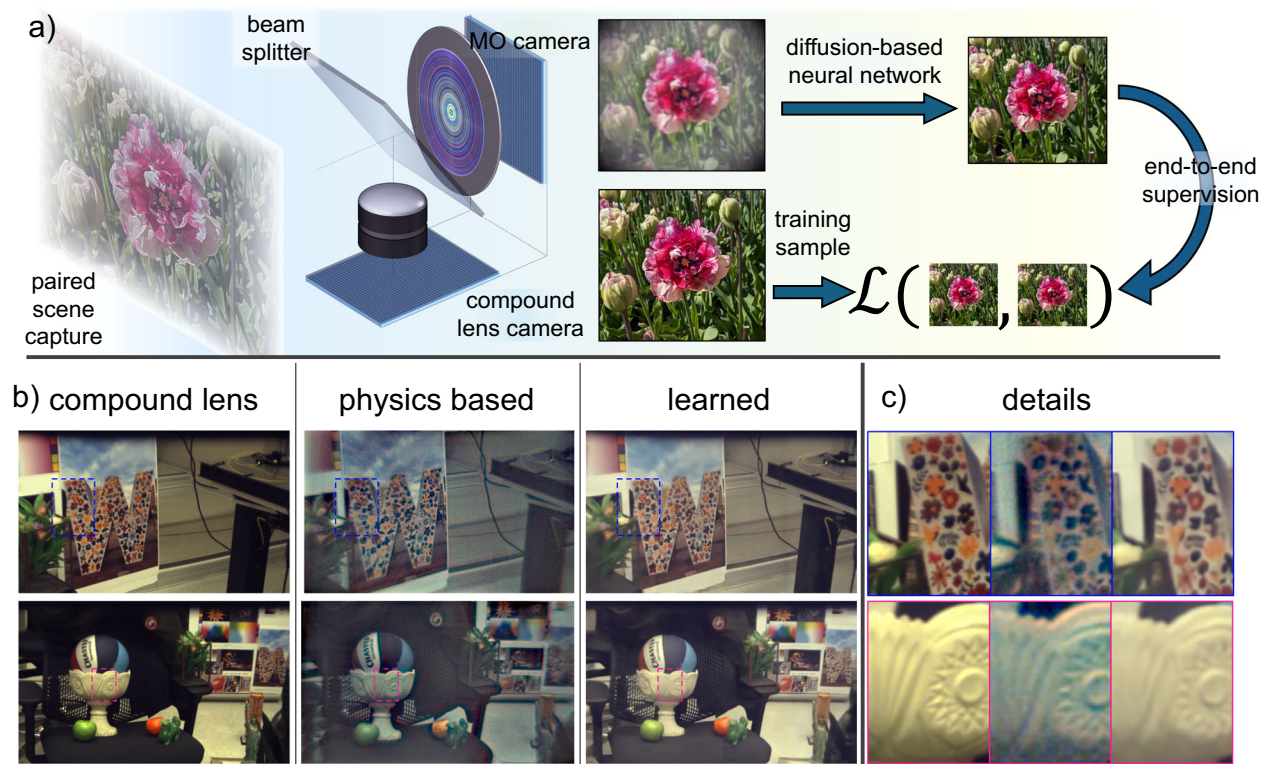 a)
beam
splitter
MO camera
diffusion-based
neural network
end-to-end
supervision
training
sample
paired
scene
capture
compound
lens camera
ℒ( , )
b) compound lens
physics based
learned
c) details